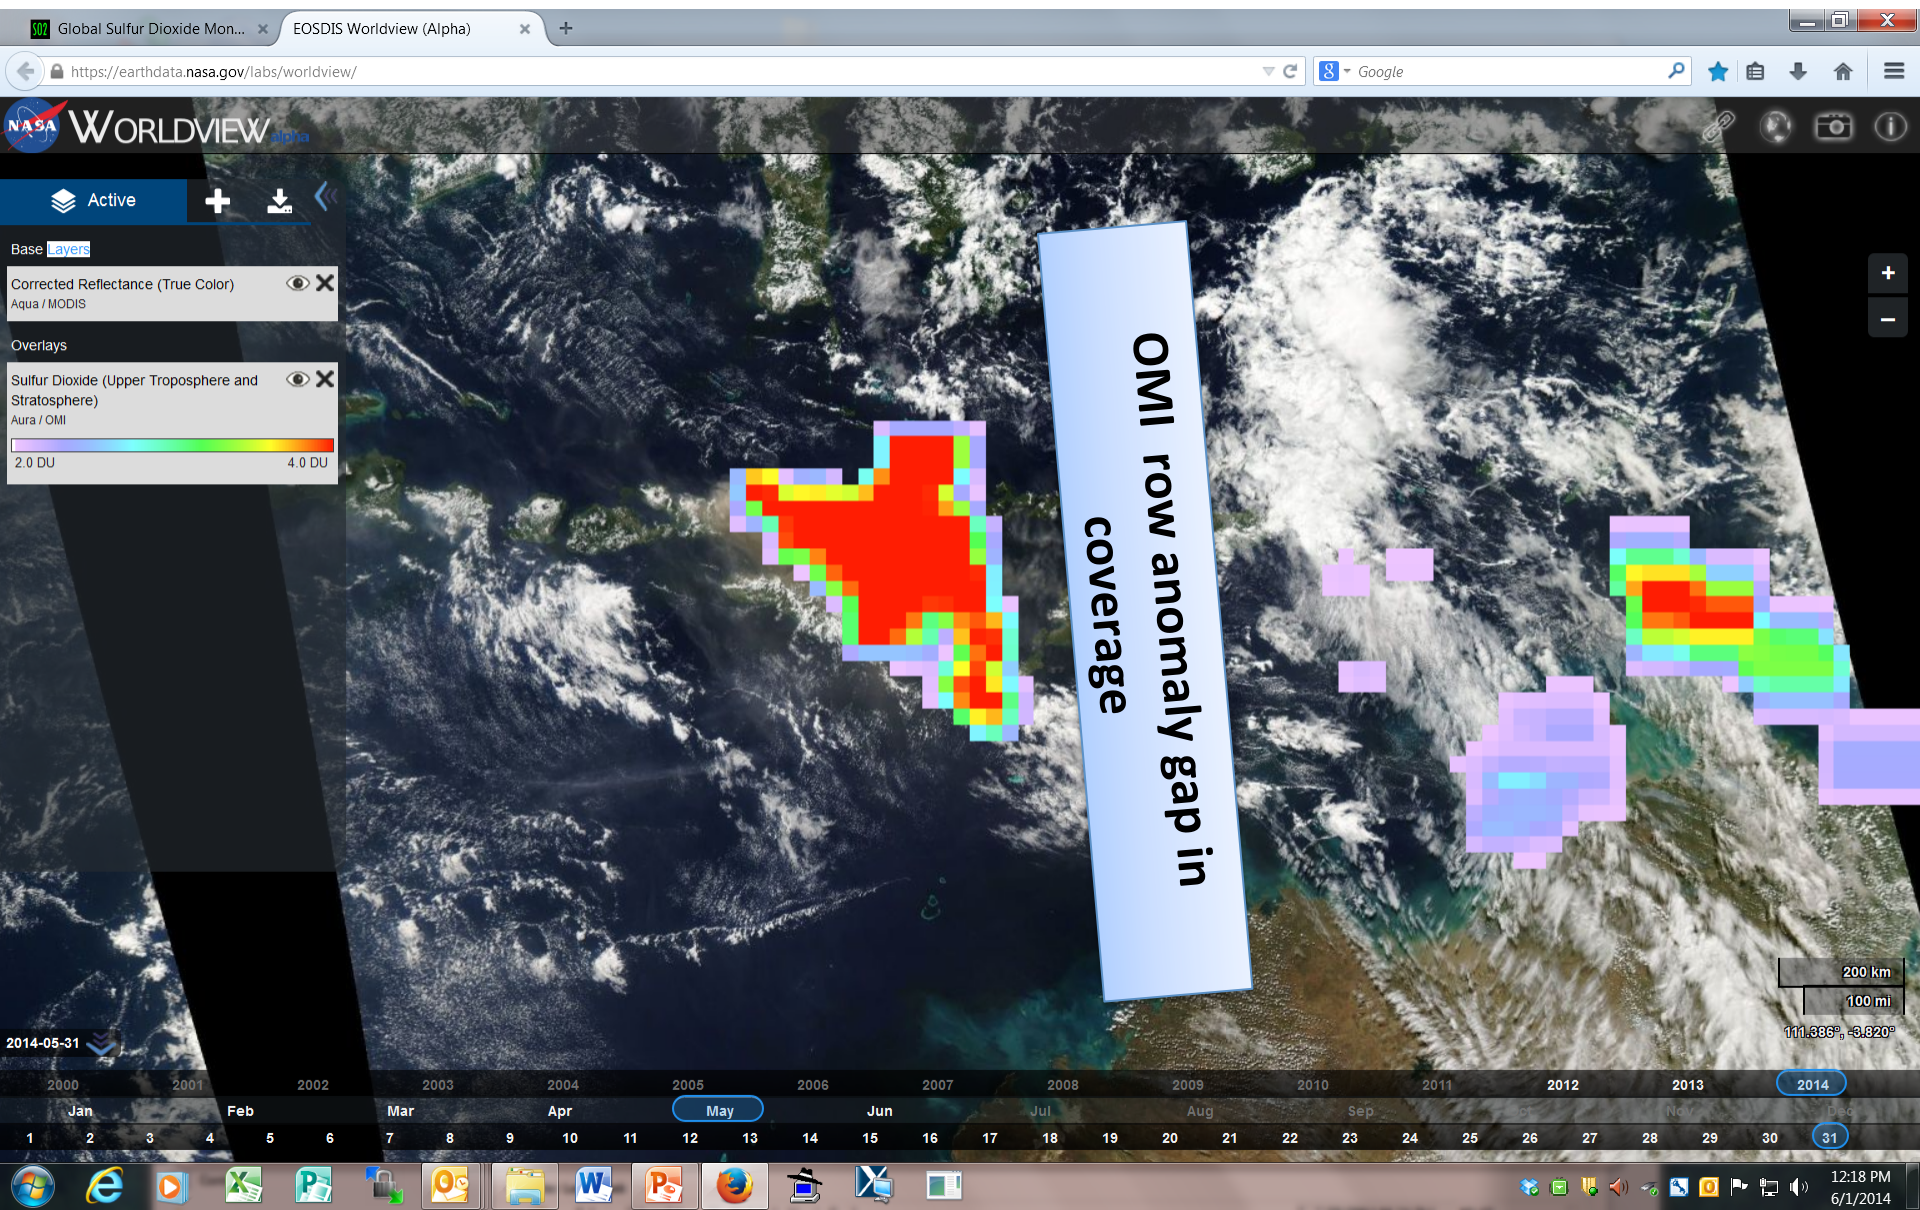 Global Sulfur Dioxide Mon...
EOSDIS Worldview (Alpha)
https://earthdata.nasa.gov/labs/worldview/
Google
NASA
WORLDVIEW alpha
Active
Base Layers
Corrected Reflectance (True Color)
Aqua / MODIS
Overlays
Sulfur Dioxide (Upper Troposphere and
Stratosphere)
Aura / OMI
2.0 DU 4.0 DU
OMI row anomaly gap in
coverage
200 km
100 mi
111.386°, -3.820°
2014-05-31
2000 2001 2002 2003 2004 2005 2006 2007 2008 2009 2010 2011 2012 2013 2014
Jan Feb Mar Apr May Jun Jul Aug Sep Oct Nov Dec
1 2 3 4 5 6 7 8 9 10 11 12 13 14 15 16 17 18 19 20 21 22 23 24 25 26 27 28 29 30 31
12:18 PM
6/1/2014